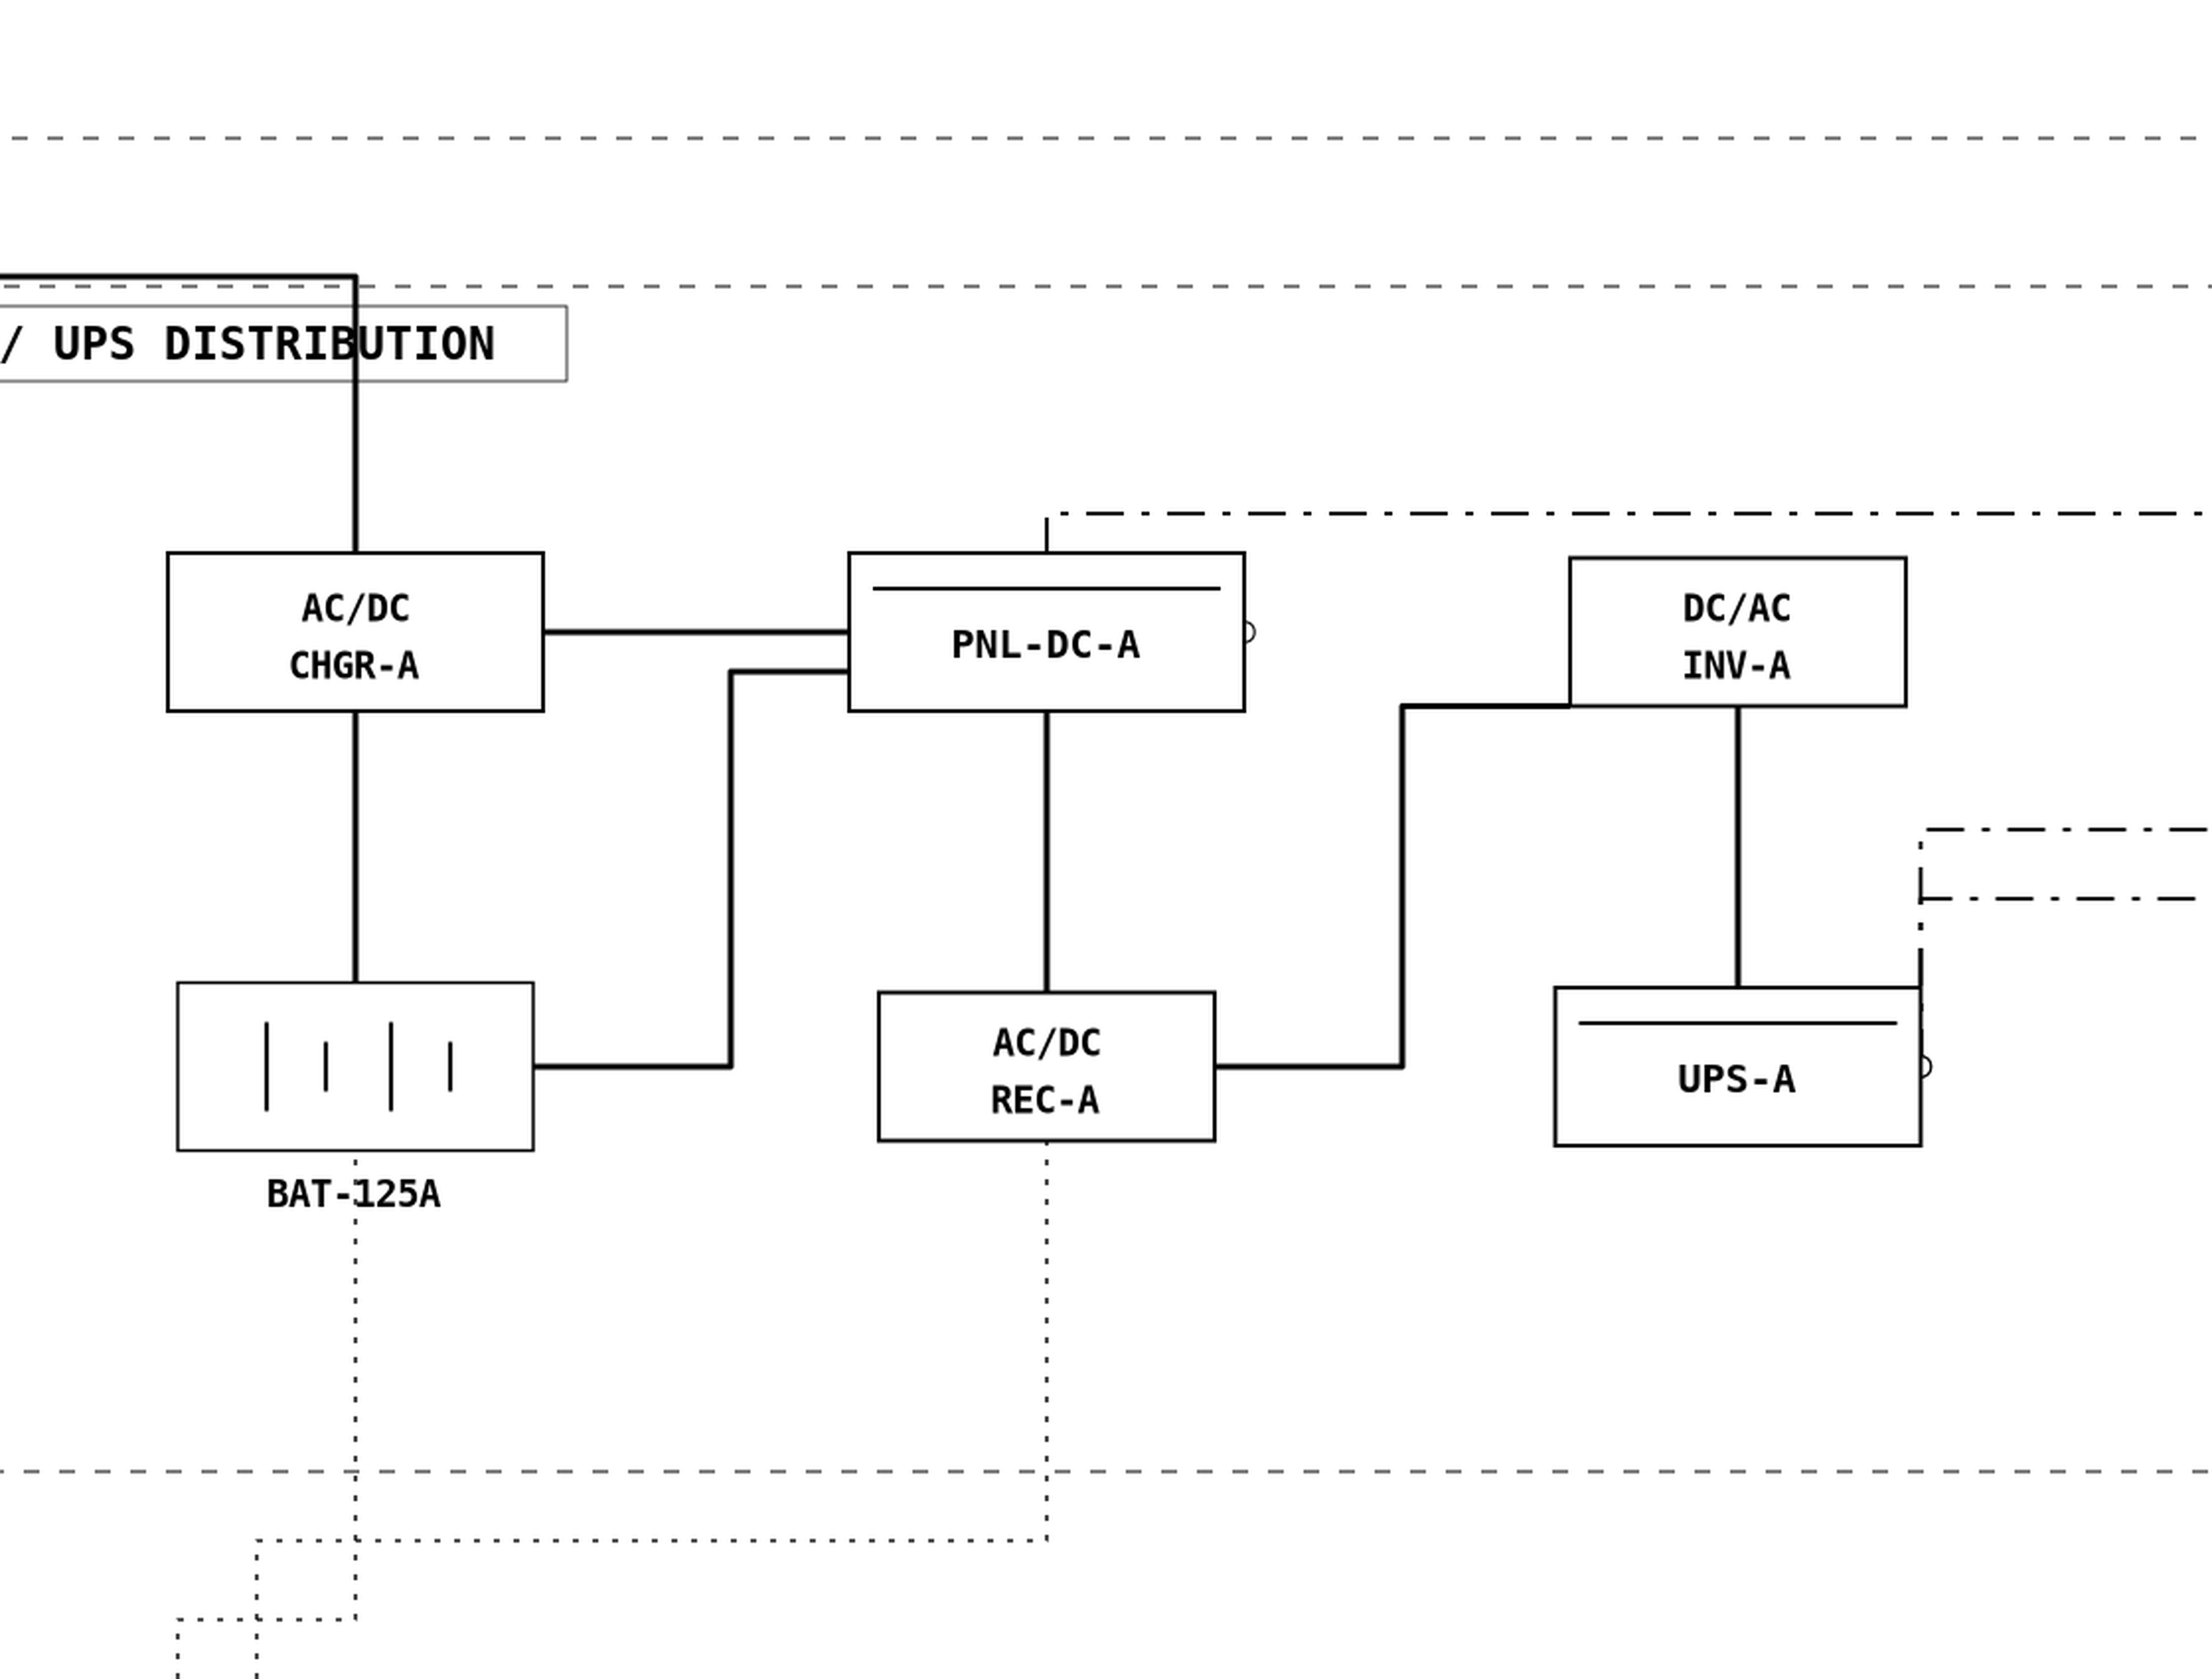 / UPS DISTRIBUTION
AC/DC
CHGR-A
PNL-DC-A
DC/AC
INV-A
AC/DC
REC-A
UPS-A
BAT-125A